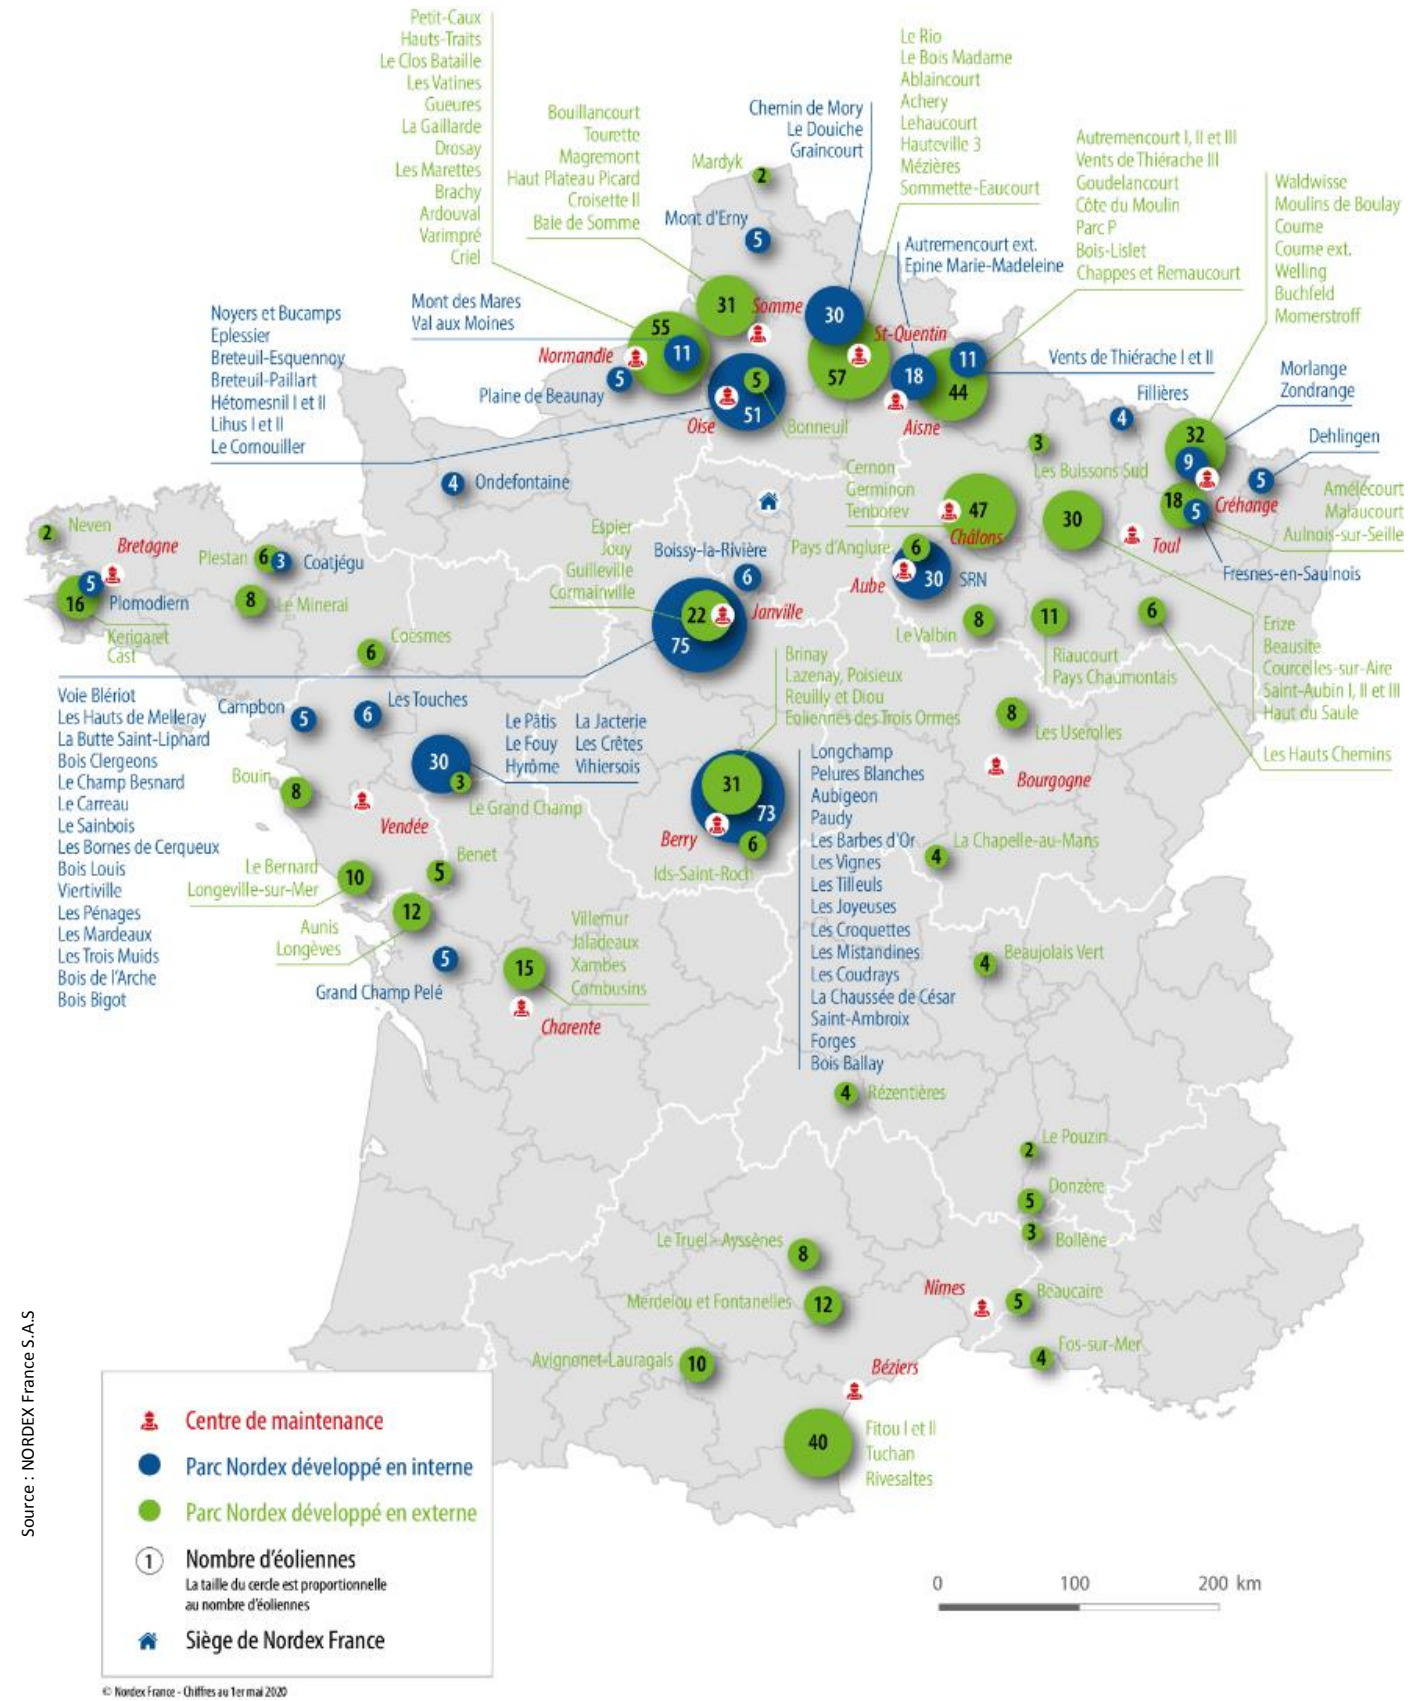 Petit-Caux
Hauts-Traits
Le Clos Bataille
Les Vatines
Gueures
La Gaillarde
Drosay
Les Marettes
Brachy
Ardouval
Varimpré
Criel
Bouillancourt
Tourette
Magremont
Haut Plateau Picard
Croisette II
Baie de Somme
Mardyk
2
Mont d'Erny
5
Chemin de Mory
Le Douiche
Graincourt
30
Le Rio
Le Bois Madame
Ablaincourt
Achery
Lehaucourt
Hauteville 3
Mézières
Sommette-Eaucourt
Autremencourt ext.
Epine Marie-Madeleine
Autremencourt I, II et III
Vents de Thiérache III
Goudelancourt
Côte du Moulin
Parc P
Bois-Lislet
Chappes et Remaucourt
Waldwisse
Moulins de Boulay
Coume
Coume ext.
Welling
Buchfeld
Momerstroff
Noyers et Bucamps
Eplessier
Breteuil-Esquennoy
Breteuil-Paillart
Hétomesnil I et II
Lihus I et II
Le Cornouiller
Mont des Mares
Val aux Moines
31
Somme
55
11
Normandie
5
Plaine de Beaunay
5
51
Oise
Bonneuil
St-Quentin
57
18
11
44
Aisne
Vents de Thiérache I et II
Morlange
Zondrange
Fillières
4
32
9
Dehlingen
5
Créhange
3
Les Buissons Sud
Amélécourt
Malaucourt
Aulnois-sur-Seille
18
5
Fresnes-en-Saulnois
Toul
30
Cernon
Germinon
Tenborev
47
Châlons
4
Ondefontaine
Neven
2
Bretagne
Plestan
6
3
Coatjégu
5
16
Plomodiern
8
Le Minerai
Kerigaret
Cast
Coësmes
6
Espier
Jouy
Guilleville
Cormainville
Boissy-la-Rivière
6
22
75
Janville
Pays d'Anglure
6
Aube
30
SRN
Le Valbin
8
11
Riaucourt
Pays Chaumontais
6
Erize
Beausite
Courcelles-sur-Aire
Saint-Aubin I, II et III
Haut du Saule
Les Hauts Chemins
Voie Blériot
Les Hauts de Melleray
La Butte Saint-Liphard
Bois Clergeons
Le Champ Besnard
Le Carreau
Le Sainbois
Les Bornes de Cerqueux
Bois Louis
Viertiville
Les Pénages
Les Mardeaux
Les Trois Muids
Bois de l'Arche
Bois Bigot
Campbon
5
6
Les Touches
30
3
Le Pâtis
Le Fouy
Hyrôme
La Jacterie
Les Crêtes
Vihiersois
Le Grand Champ
Bouin
8
Vendée
Le Bernard
Longeville-sur-Mer
10
Benet
5
12
Aunis
Longèves
5
Grand Champ Pelé
15
Villemur
Jaladeaux
Xambes
Combusins
Charente
Brinay
Lazenay, Poisieux
Reuilly et Diou
Eoliennes des Trois Ormes
31
73
Berry
6
Ids-Saint-Roch
Longchamp
Pelures Blanches
Aubigeon
Paudy
Les Barbes d'Or
Les Vignes
Les Tilleuls
Les Joyeuses
Les Croquettes
Les Mistandines
Les Coudrays
La Chaussée de César
Saint-Ambroix
Forges
Bois Ballay
8
Les Useroles
Bourgogne
La Chapelle-au-Mans
4
Beaujolais Vert
4
4
Rézentières
Le Pouzin
2
Donzère
5
3
Bollène
Le Truel - Ayssènes
8
Merdelou et Fontanelles
12
Nîmes
5
Beaucaire
Fos-sur-Mer
4
Avignonet-Lauragais
10
Béziers
40
Fitou I et II
Tuchan
Rivesaltes
Source : NORDEX France S.A.S
Centre de maintenance
Parc Nordex développé en interne
Parc Nordex développé en externe
1
Nombre d'éoliennes
La taille du cercle est proportionnelle
au nombre d'éoliennes
Siège de Nordex France
0 100 200 km
© Nordex France - Chiffres au 1er mai 2020